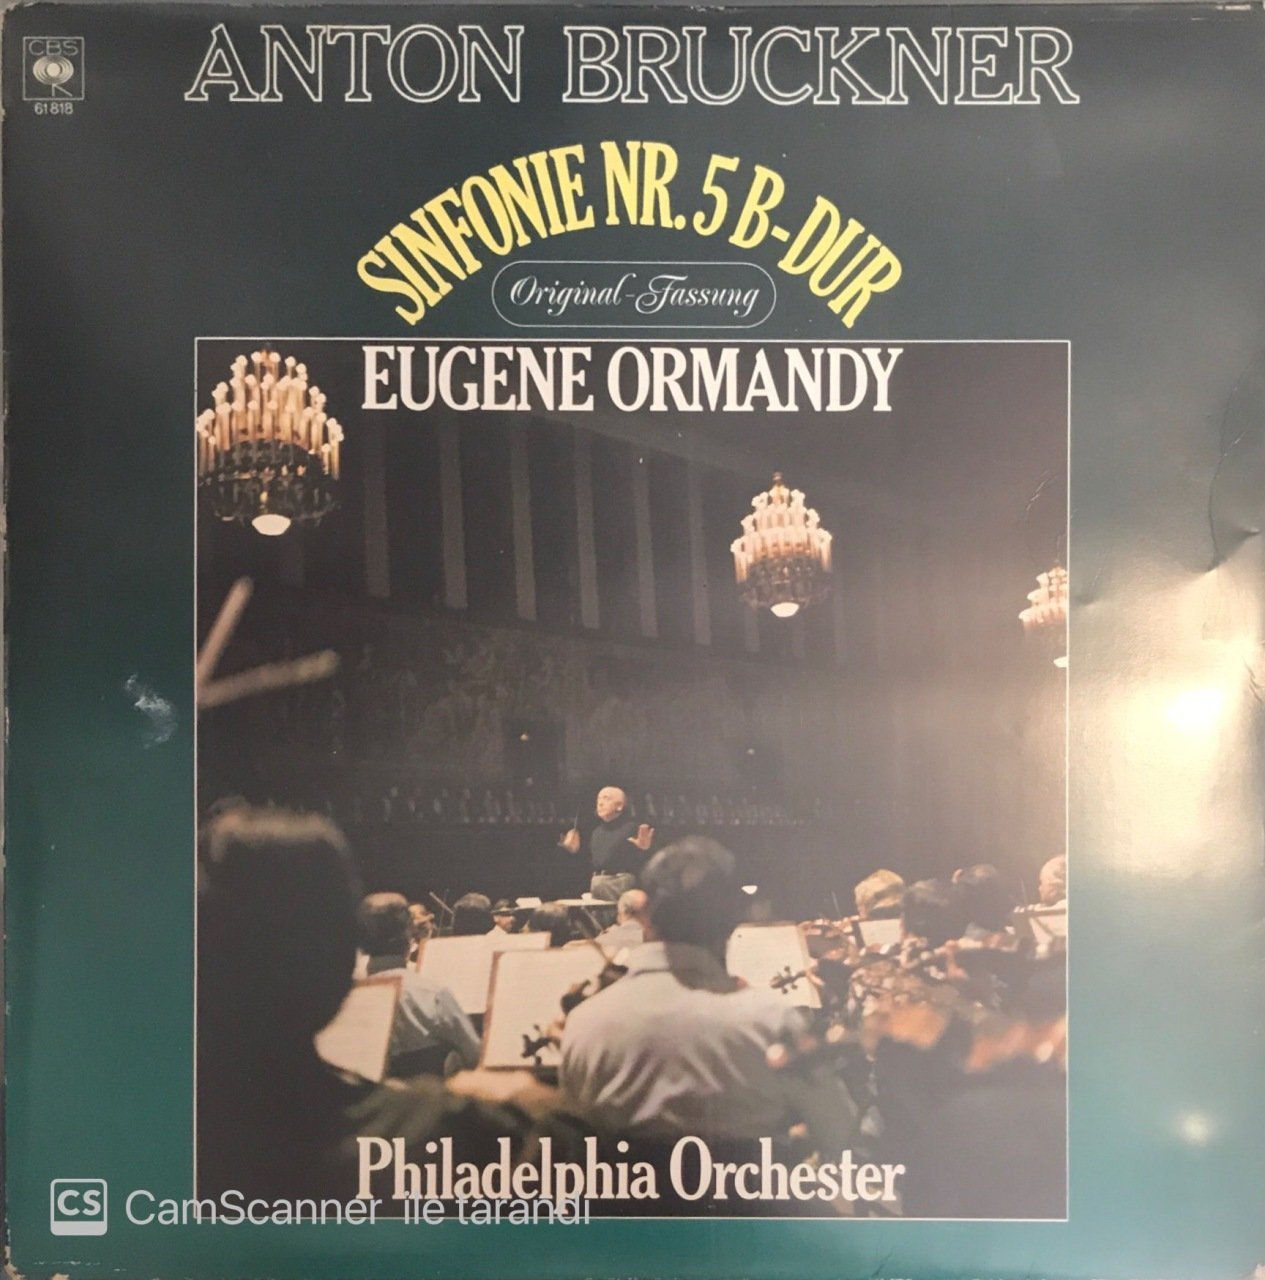 CBS
61 818
ANTON BRUCKNER
SINFONIE NR. 5 B-DUR
Original-Fassung
EUGENE ORMANDY
Philadelphia Orchester
CS CamScanner ile tarandı